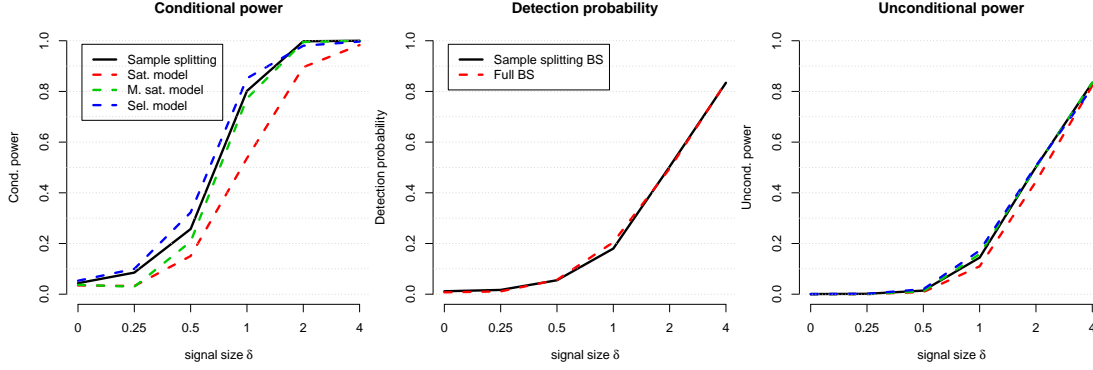 Conditional power
Cond. power
1.0
0.8
0.6
0.4
0.2
0.0
Sample splitting
Sat. model
M. sat. model
Sel. model
0 0.25 0.5 1 2 4
signal size δ
Detection probability
Detection probability
1.0
0.8
0.6
0.4
0.2
0.0
Sample splitting BS
Full BS
0 0.25 0.5 1 2 4
signal size δ
Unconditional power
Uncond. power
1.0
0.8
0.6
0.4
0.2
0.0
0 0.25 0.5 1 2 4
signal size δ